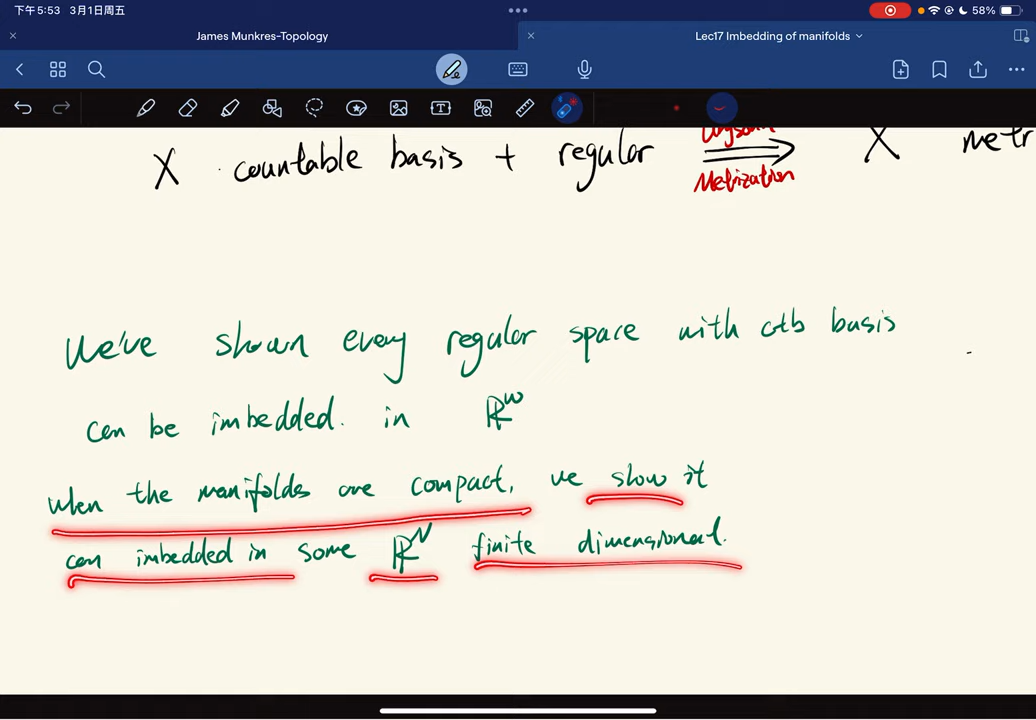 下午5:53 3月1日周五
58%
James Munkres-Topology
Lec17 Imbedding of manifolds
X countable basis + regular
Metrization
X metr
We've shown every regular space with ctb basis
can be imbedded. in ℝ^ω
when the manifolds are compact, we show it
can imbedded in some ℝ^N finite dimensional.